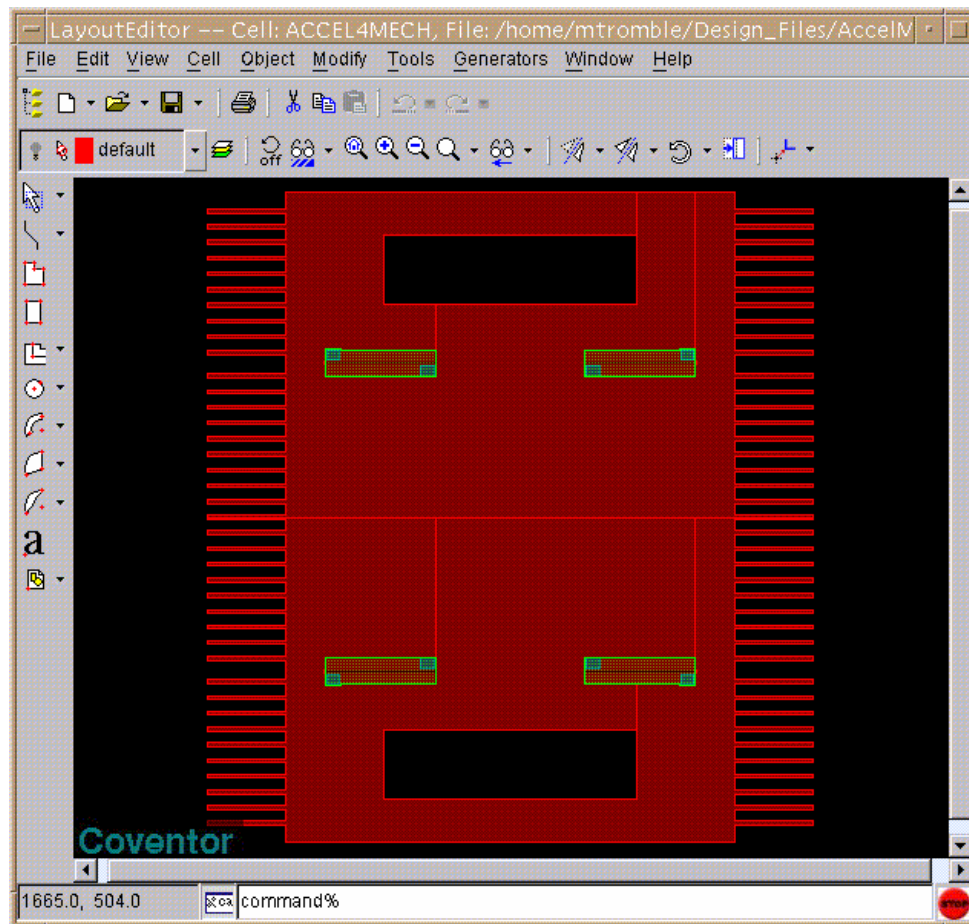 LayoutEditor -- Cell: ACCEL4MECH, File: /home/mtromble/Design_Files/AccelM
File Edit View Cell Object Modify Tools Generators Window Help
default
off
a
Coventor
1665.0, 504.0
command%
STOP